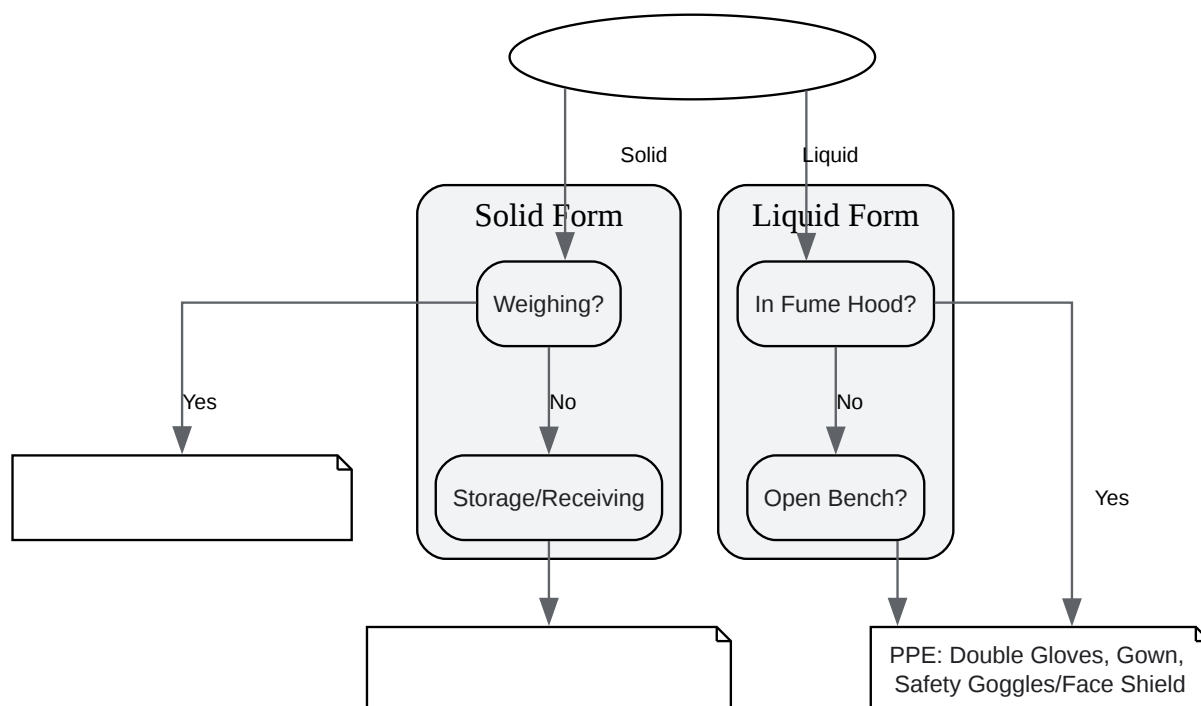 Solid
Liquid
Solid Form
Liquid Form
Weighing?
In Fume Hood?
Yes
No
No
Storage/Receiving
Open Bench?
Yes
PPE: Double Gloves, Gown,
Safety Goggles/Face Shield